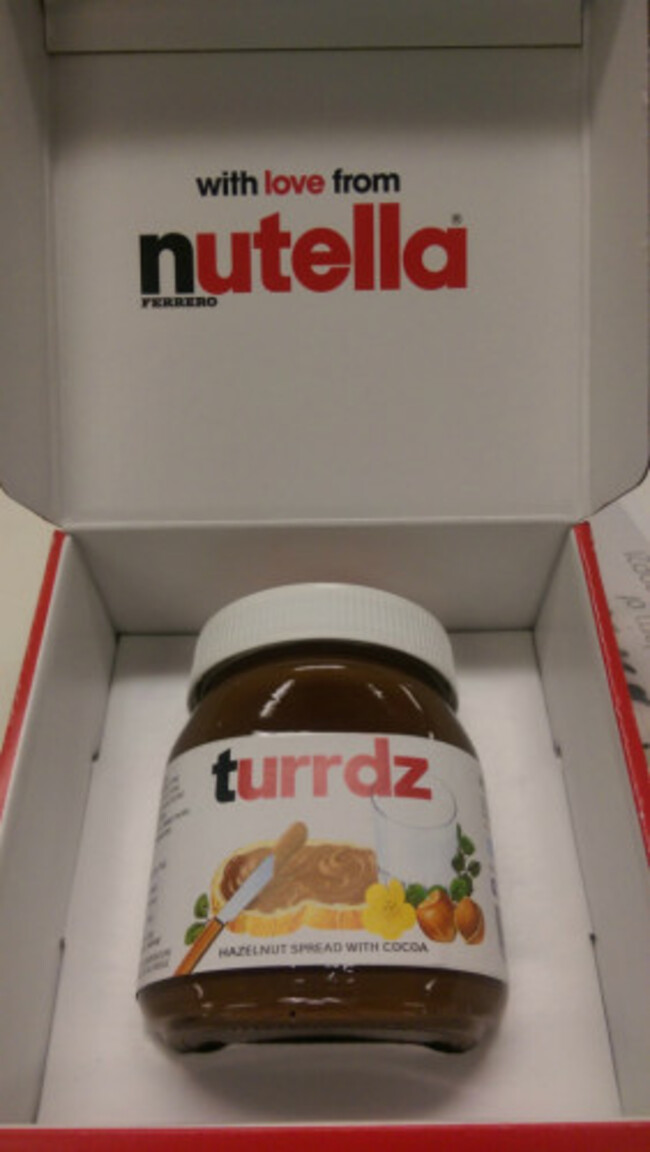 with love from
nutella®
FERRERO
turrdz
HAZELNUT SPREAD WITH COCOA